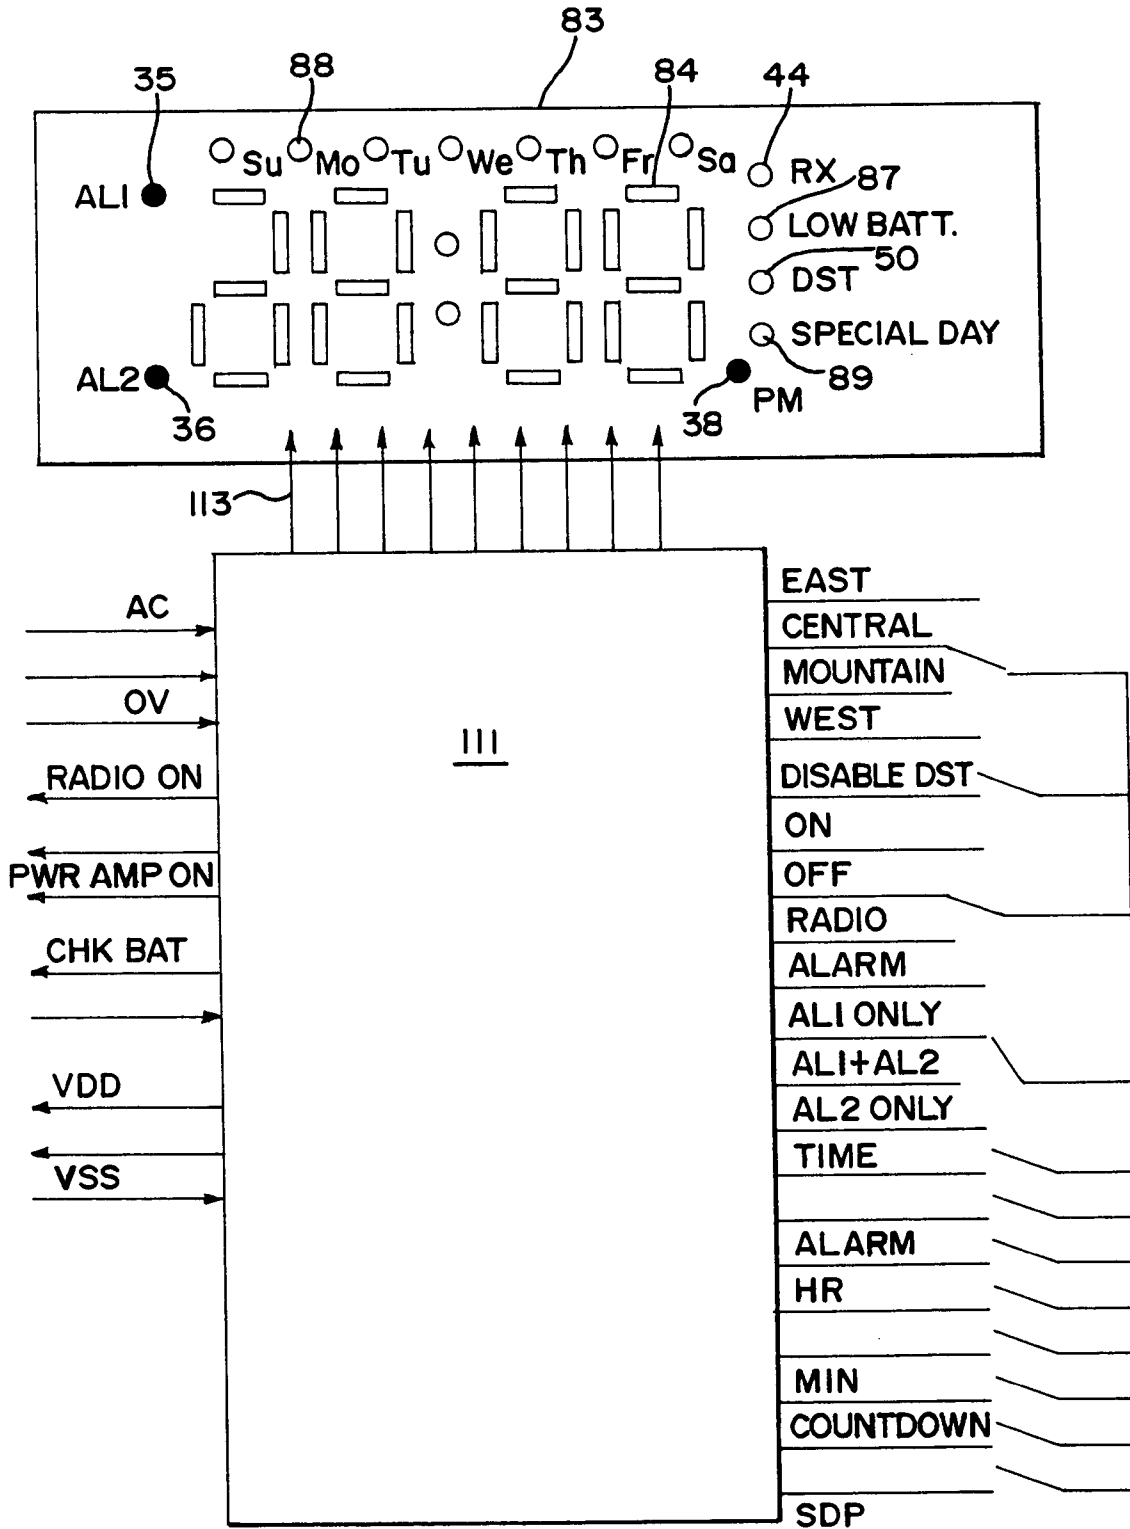 83
35 88 84 44
Su Mo Tu We Th Fr Sa
RX
87
AL1
LOW BATT.
50
DST
SPECIAL DAY
AL2
89
36
38
PM
113
111
AC
OV
RADIO ON
PWR AMP ON
CHK BAT
VDD
VSS
EAST
CENTRAL
MOUNTAIN
WEST
DISABLE DST
ON
OFF
RADIO
ALARM
AL1 ONLY
AL1+AL2
AL2 ONLY
TIME
ALARM
HR
MIN
COUNTDOWN
SDP